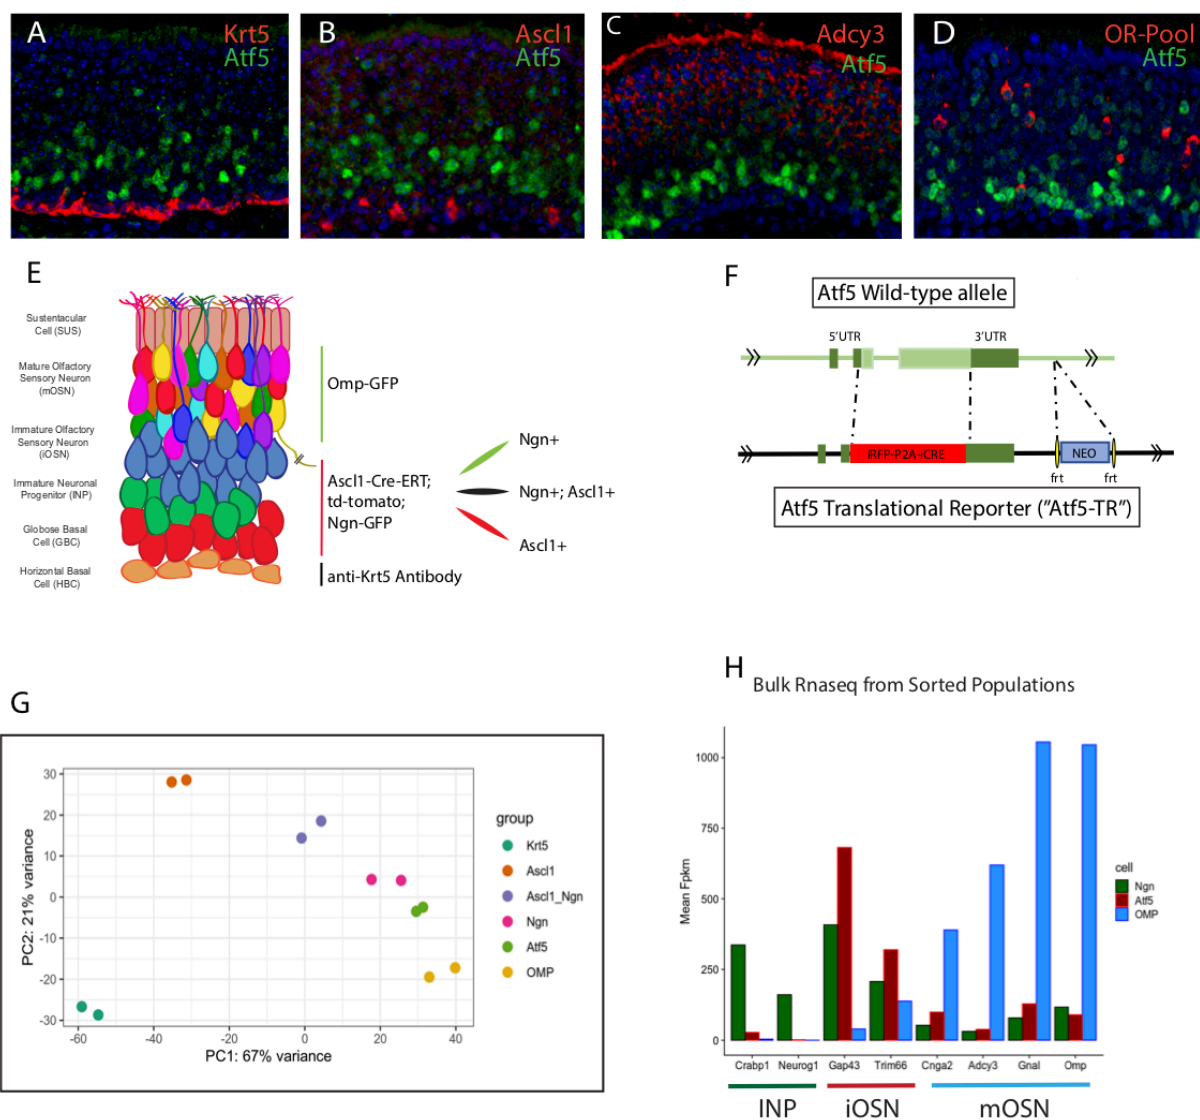 A
Krt5
Atf5
B
Ascl1
Atf5
C
Adcy3
Atf5
D
OR-Pool
Atf5
E
Sustentacular
Cell (SUS)
Mature Olfactory
Sensory Neuron
(mOSN)
Immature Olfactory
Sensory Neuron
(iOSN)
Immature Neuronal
Progenitor (INP)
Globose Basal
Cell (GBC)
Horizontal Basal
Cell (HBC)
Omp-GFP
Ascl1-Cre-ERT;
td-tomato;
Ngn-GFP
anti-Krt5 Antibody
Ngn+
Ngn+; Ascl1+
Ascl1+
F
Atf5 Wild-type allele
5'UTR
3'UTR
iRFP-P2A-iCRE
NEO
frt
frt
Atf5 Translational Reporter ("Atf5-TR")
G
PC2: 21% variance
30
20
10
0
-10
-20
-30
-60
-40
-20
0
20
40
PC1: 67% variance
group
Krt5
Ascl1
Ascl1_Ngn
Ngn
Atf5
OMP
H
Bulk Rnaseq from Sorted Populations
Mean Fpkm
1000
750
500
250
0
Crabp1
Neurog1
Gap43
Trim66
Cnga2
Adcy3
Gnal
Omp
INP
iOSN
mOSN
cell
Ngn
Atf5
OMP